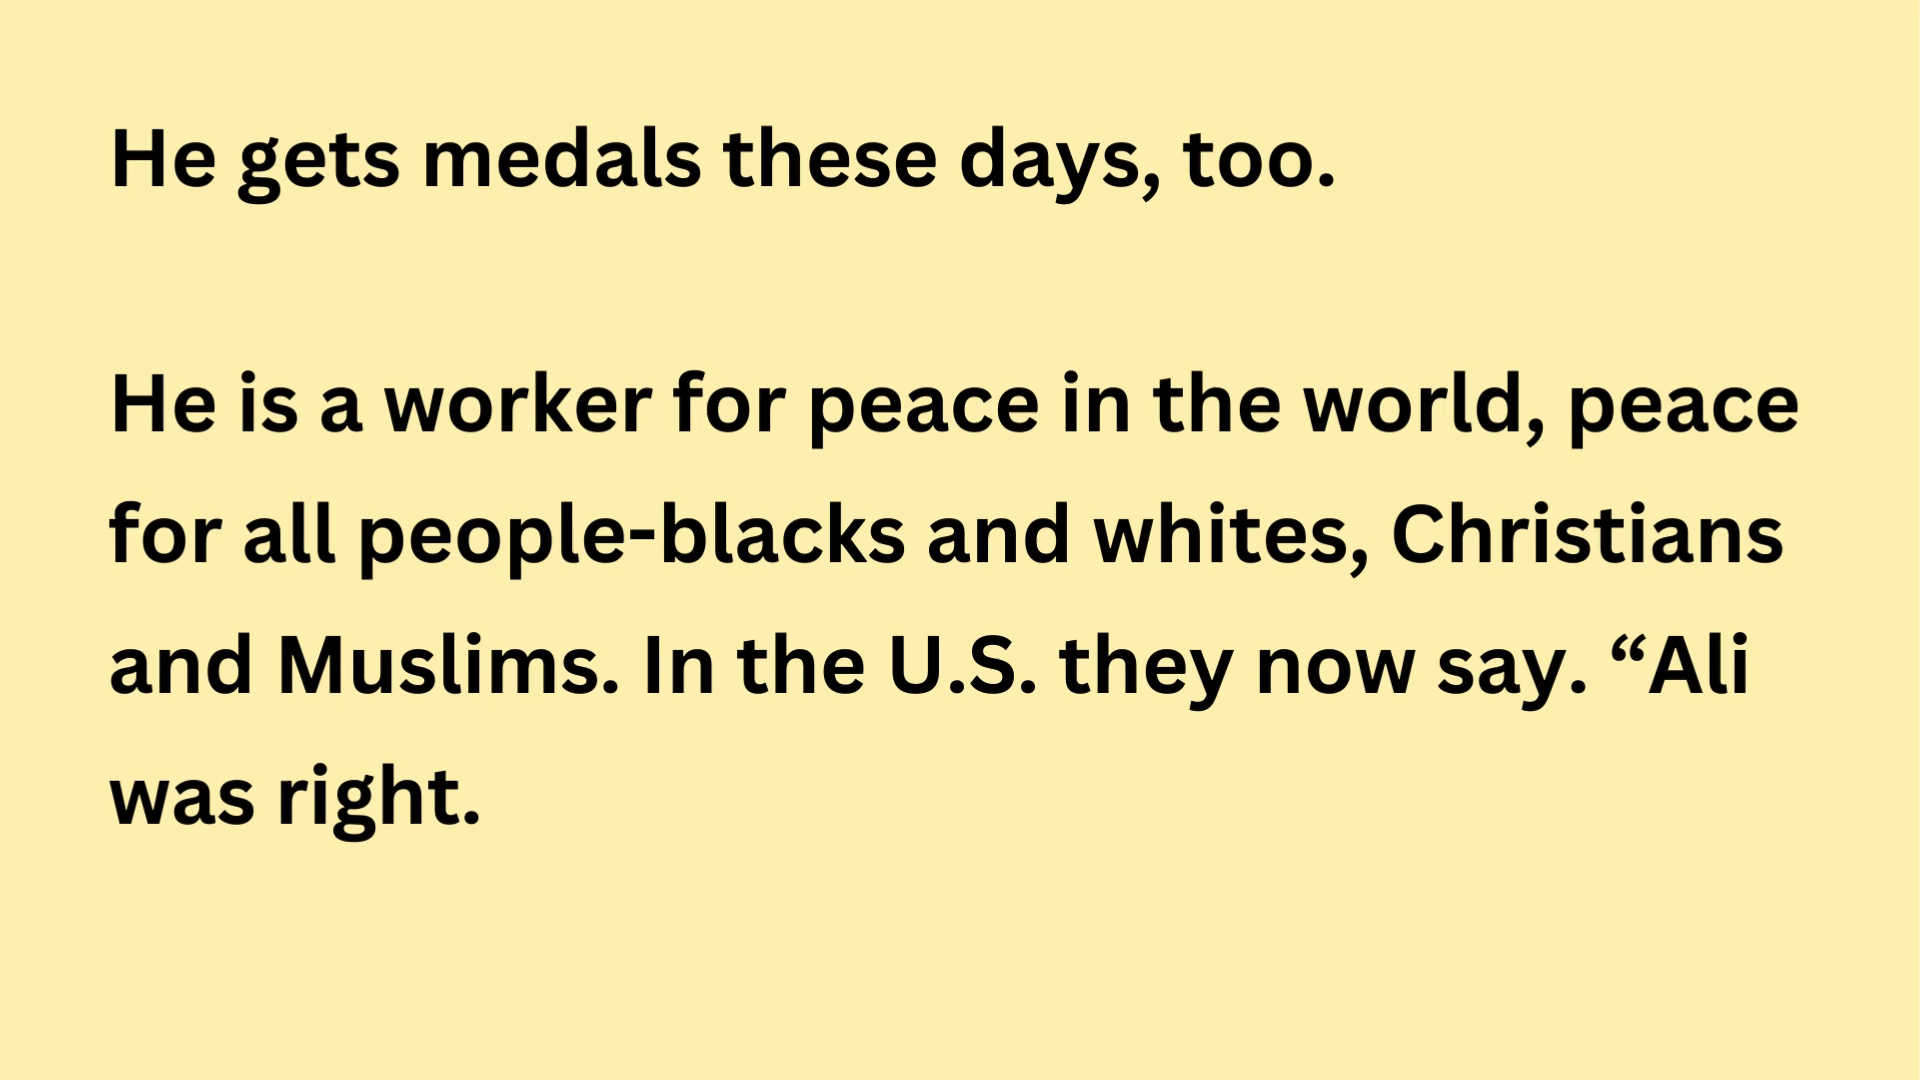 He gets medals these days, too.
He is a worker for peace in the world, peace
for all people-blacks and whites, Christians
and Muslims. In the U.S. they now say. “Ali
was right.